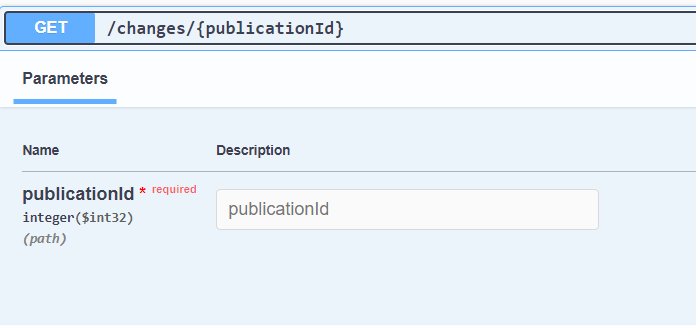 GET /changes/{publicationId}
Parameters
Name Description
publicationId * required
integer($int32)
(path)
publicationId